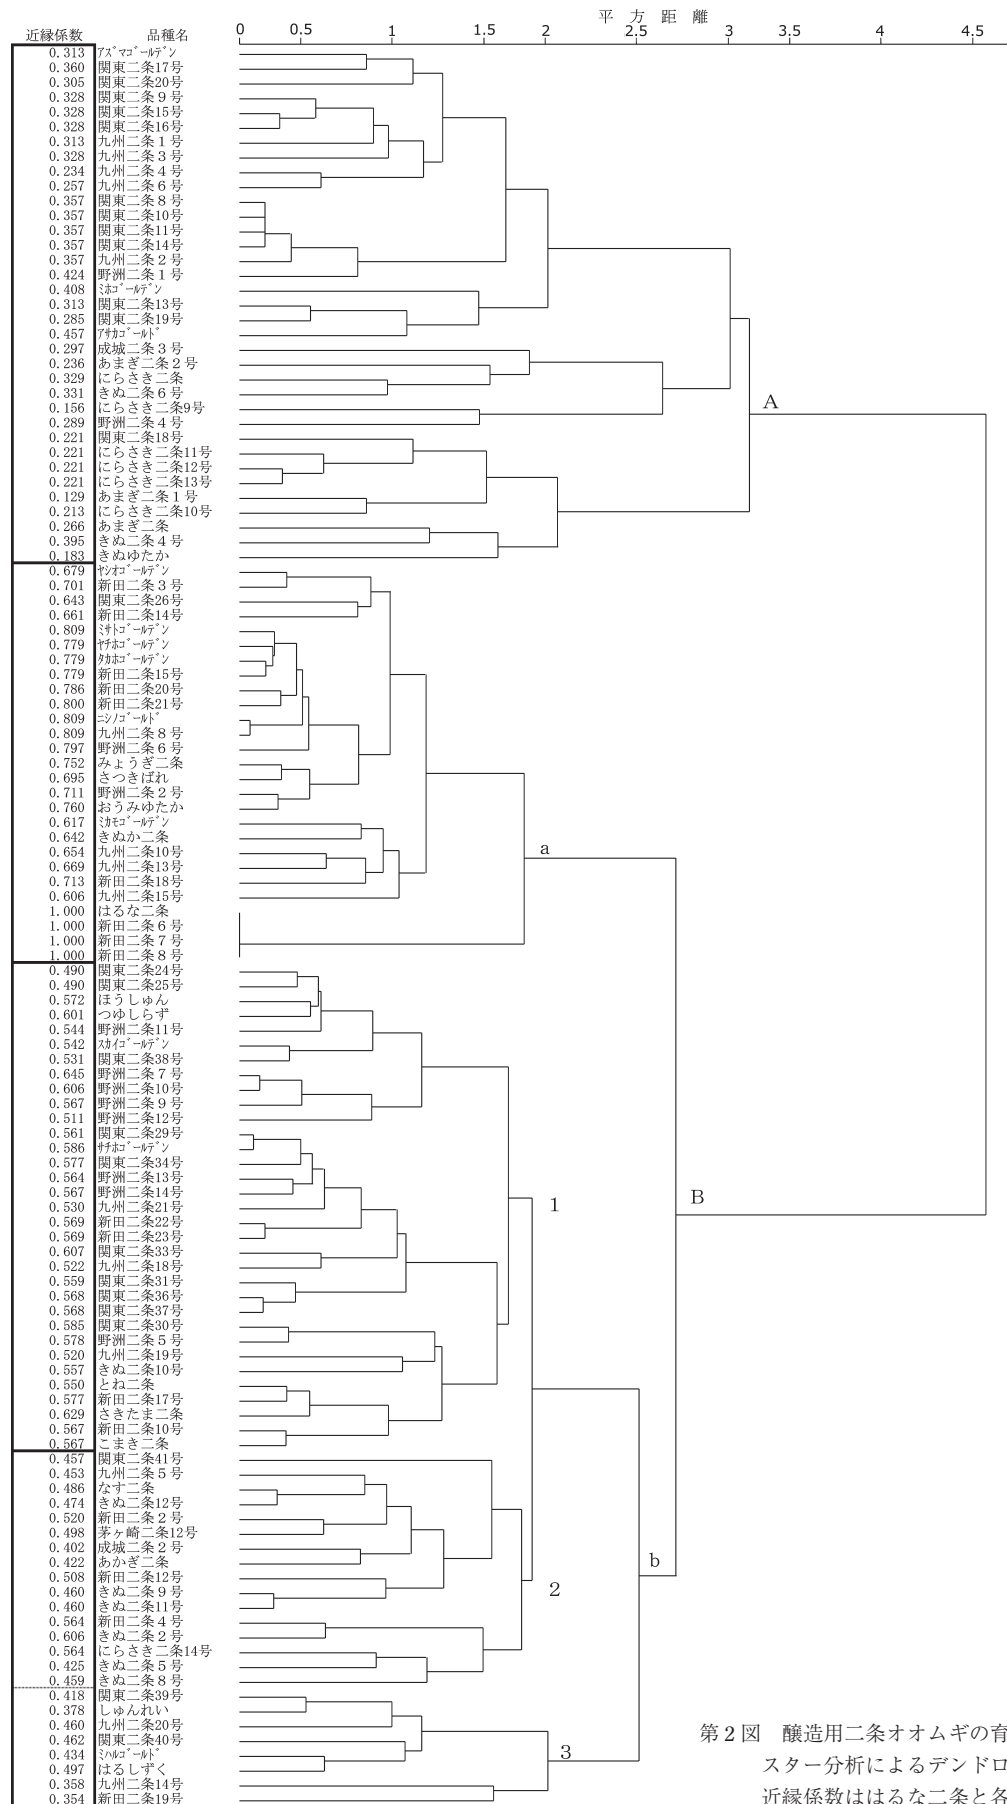 平 方 距 離
近縁係数 品種名 0 0.5 1 1.5 2 2.5 3 3.5 4 4.5
0.313 ｱｽﾞﾏｺﾞｰﾙﾃﾞﾝ
0.360 関東二条17号
0.305 関東二条20号
0.328 関東二条９号
0.328 関東二条15号
0.328 関東二条16号
0.313 九州二条１号
0.328 九州二条３号
0.234 九州二条４号
0.257 九州二条６号
0.357 関東二条８号
0.357 関東二条10号
0.357 関東二条11号
0.357 関東二条14号
0.357 九州二条２号
0.424 野洲二条１号
0.408 ﾐﾎｺﾞｰﾙﾃﾞﾝ
0.313 関東二条13号
0.285 関東二条19号
0.457 ｱｻｶｺﾞｰﾙﾄﾞ
0.297 成城二条３号
0.236 あまぎ二条２号
0.329 にらさき二条
0.331 きぬ二条６号
0.156 にらさき二条9号
A
0.289 野洲二条４号
0.221 関東二条18号
0.221 にらさき二条11号
0.221 にらさき二条12号
0.221 にらさき二条13号
0.129 あまぎ二条１号
0.213 にらさき二条10号
0.266 あまぎ二条
0.395 きぬ二条４号
0.183 きぬゆたか
0.679 ﾔｼｵｺﾞｰﾙﾃﾞﾝ
0.701 新田二条３号
0.643 関東二条26号
0.661 新田二条14号
0.809 ﾐｻﾄｺﾞｰﾙﾃﾞﾝ
0.779 ﾔﾁﾎｺﾞｰﾙﾃﾞﾝ
0.779 ﾀｶﾎｺﾞｰﾙﾃﾞﾝ
0.779 新田二条15号
0.786 新田二条20号
0.800 新田二条21号
0.809 ﾆｼﾉｺﾞｰﾙﾄﾞ
0.809 九州二条８号
0.797 野洲二条６号
0.752 みょうぎ二条
0.695 さつきばれ
0.711 野洲二条２号
0.760 おうみゆたか
0.617 ﾐｶﾓｺﾞｰﾙﾃﾞﾝ
0.642 きぬか二条
a
0.654 九州二条10号
0.669 九州二条13号
0.713 新田二条18号
0.606 九州二条15号
1.000 はるな二条
1.000 新田二条６号
1.000 新田二条７号
1.000 新田二条８号
0.490 関東二条24号
0.490 関東二条25号
0.572 ほうしゅん
0.601 つゆしらず
0.544 野洲二条11号
0.542 ｽｶｲｺﾞｰﾙﾃﾞﾝ
0.531 関東二条38号
0.645 野洲二条７号
0.606 野洲二条10号
0.567 野洲二条９号
0.511 野洲二条12号
0.561 関東二条29号
0.586 ｻﾁﾎｺﾞｰﾙﾃﾞﾝ
0.577 関東二条34号
0.564 野洲二条13号
0.567 野洲二条14号
B
1
0.530 九州二条21号
0.569 新田二条22号
0.569 新田二条23号
0.607 関東二条33号
0.522 九州二条18号
0.559 関東二条31号
0.568 関東二条36号
0.568 関東二条37号
0.585 関東二条30号
0.578 野洲二条５号
0.520 九州二条19号
0.557 きぬ二条10号
0.550 とね二条
0.577 新田二条17号
0.629 さきたま二条
0.567 新田二条10号
0.567 こまき二条
0.457 関東二条41号
0.453 九州二条５号
0.486 なす二条
0.474 きぬ二条12号
0.520 新田二条２号
0.498 茅ヶ崎二条12号
0.402 成城二条２号
0.422 あかぎ二条
b
0.508 新田二条12号
2
0.460 きぬ二条９号
0.460 きぬ二条11号
0.564 新田二条４号
0.606 きぬ二条２号
0.564 にらさき二条14号
0.425 きぬ二条５号
0.459 きぬ二条８号
0.418 関東二条39号
0.378 しゅんれい
0.460 九州二条20号
0.462 関東二条40号
0.434 ﾐﾊﾙｺﾞｰﾙﾄﾞ
3
0.497 はるしずく
0.358 九州二条14号
0.354 新田二条19号
第２図 醸造用二条オオムギの育
スター分析によるデンドロ
近縁係数ははるな二条と各